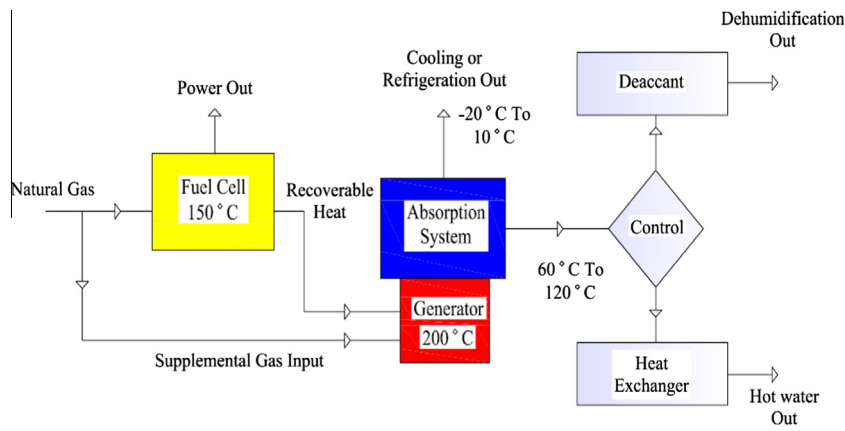 Dehumidification
Out
Cooling or
Refrigeration Out
Deaccant
Power Out
-20°C To
10°C
Natural Gas
Fuel Cell
150°C
Recoverable
Heat
Absorption
System
Control
60°C To
120°C
Generator
200°C
Supplemental Gas Input
Heat
Exchanger
Hot water
Out